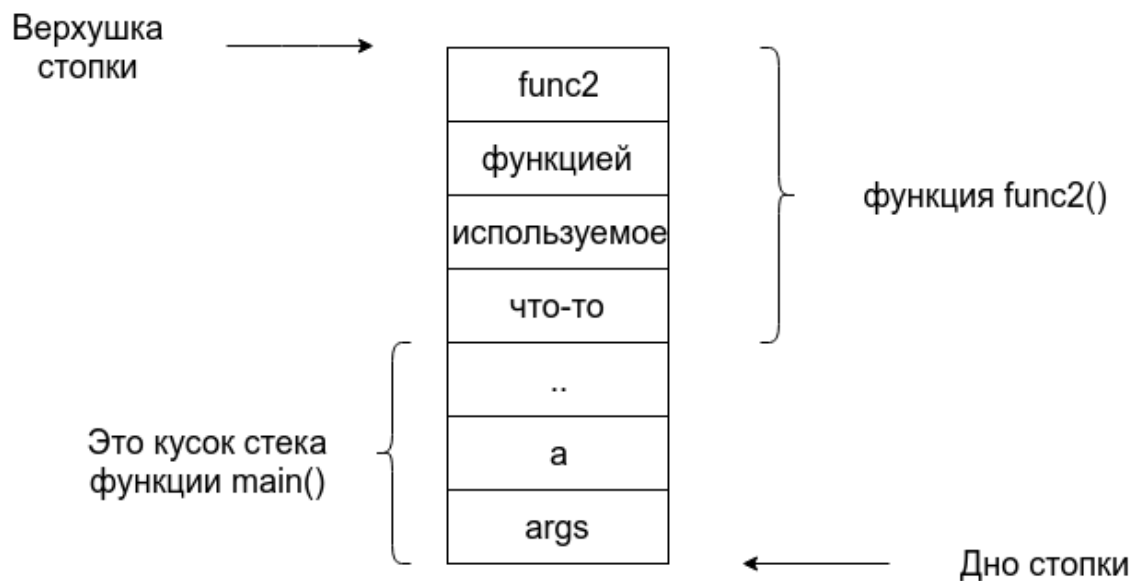 Верхушка
стопки
func2
функцией
используемое
что-то
функция func2()
..
a
args
Это кусок стека
функции main()
Дно стопки